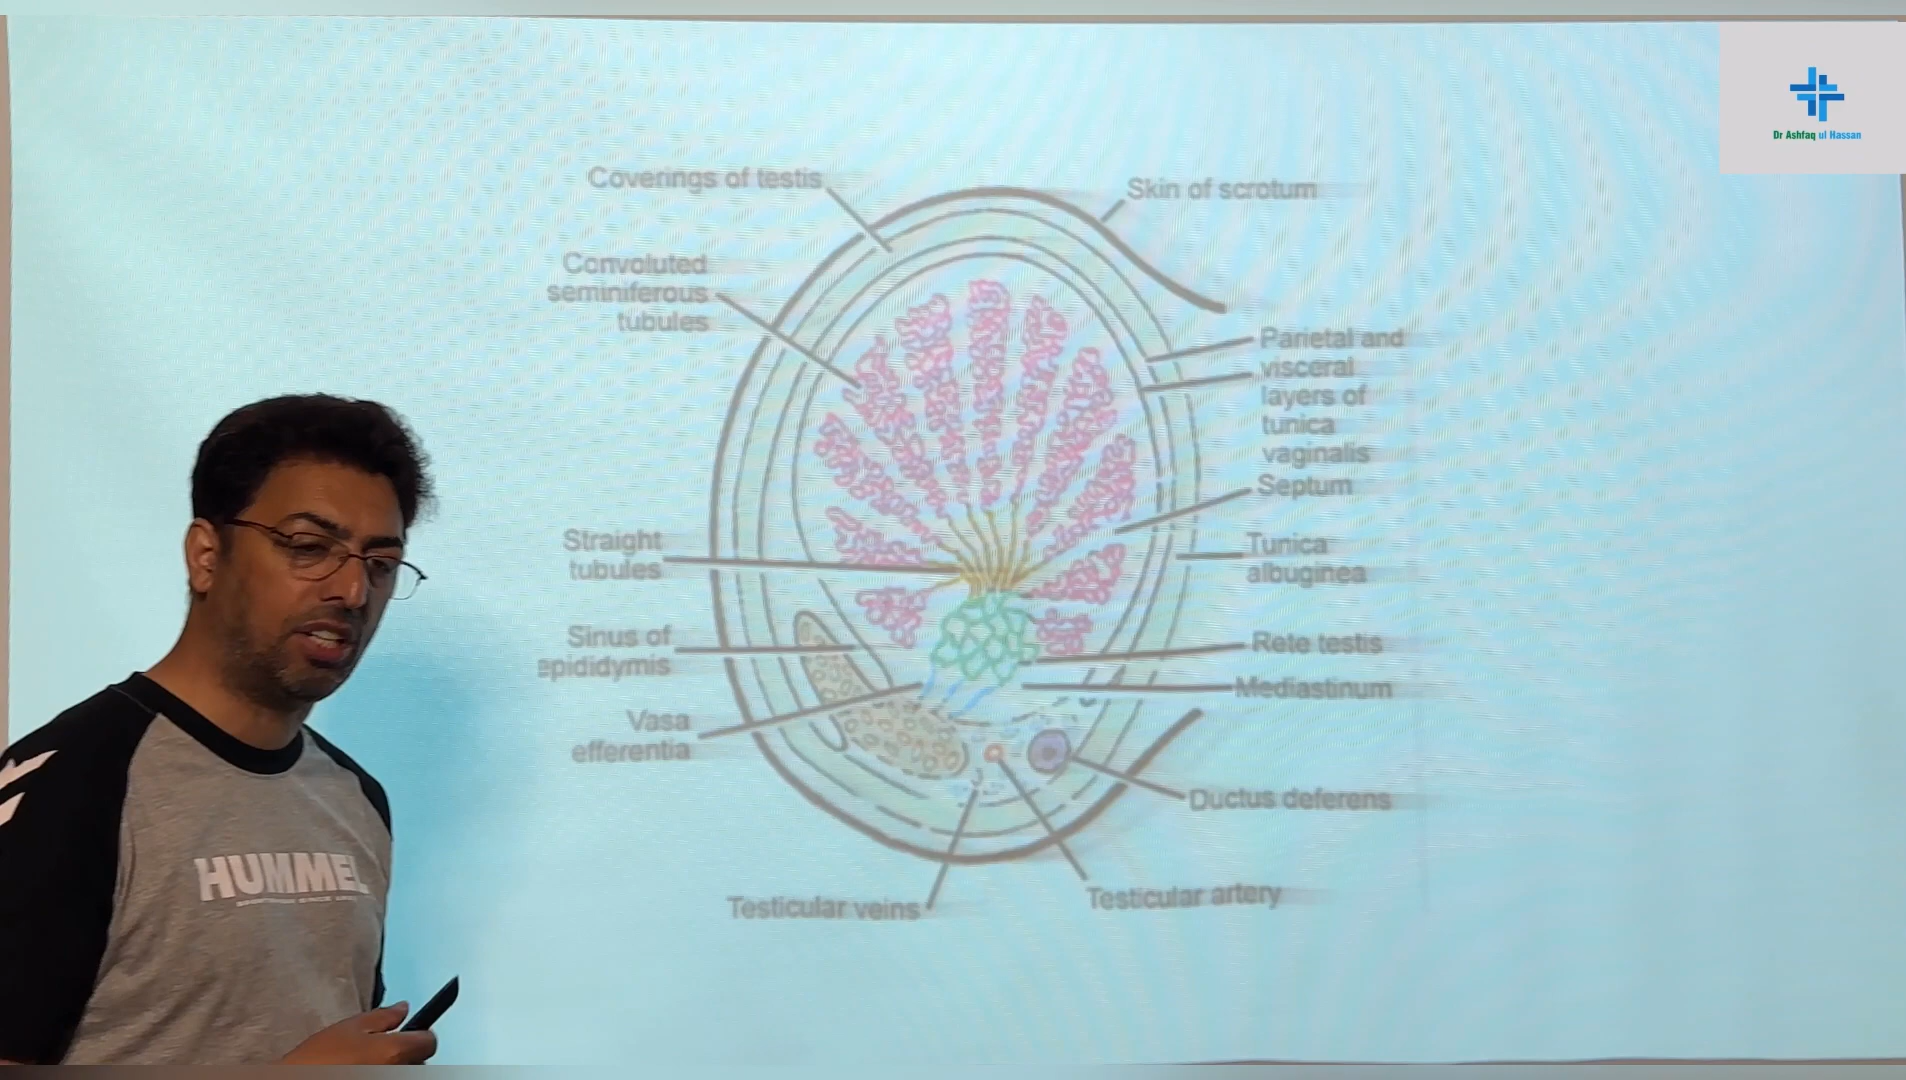 Dr Ashfaq ul Hassan
Coverings of testis
Skin of scrotum
Convoluted
seminiferous
tubules
Parietal and
visceral
layers of
tunica
vaginalis
Septum
Straight
tubules
Tunica
albuginea
Sinus of
epididymis
Rete testis
Mediastinum
Vasa
efferentia
Ductus deferens
Testicular veins
Testicular artery
HUMMEL